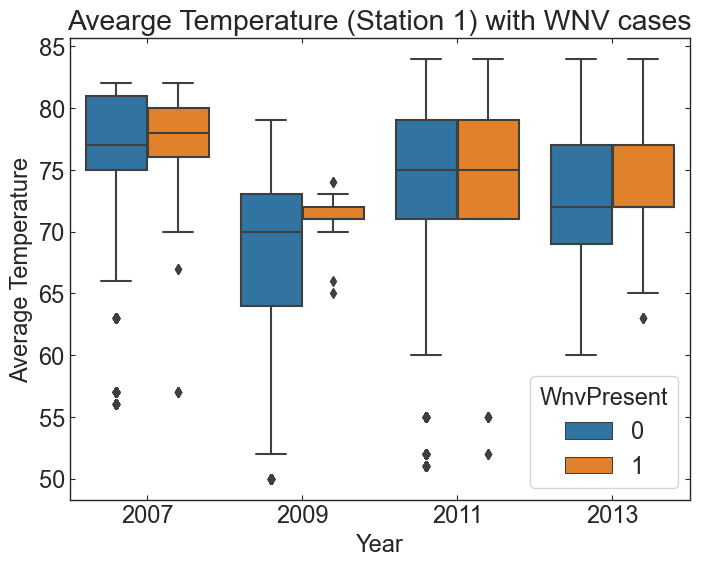 Avearge Temperature (Station 1) with WNV cases
85
80
75
70
65
60
55
50
Average Temperature
2007 2009 2011 2013
Year
WnvPresent
0
1